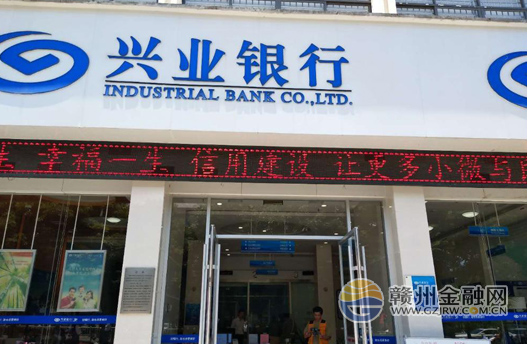 兴业银行
INDUSTRIAL BANK CO.,LTD.
幸福一生 信用建设 让更多小微与
赣州金融网
WWW.GZJRW.COM.CN